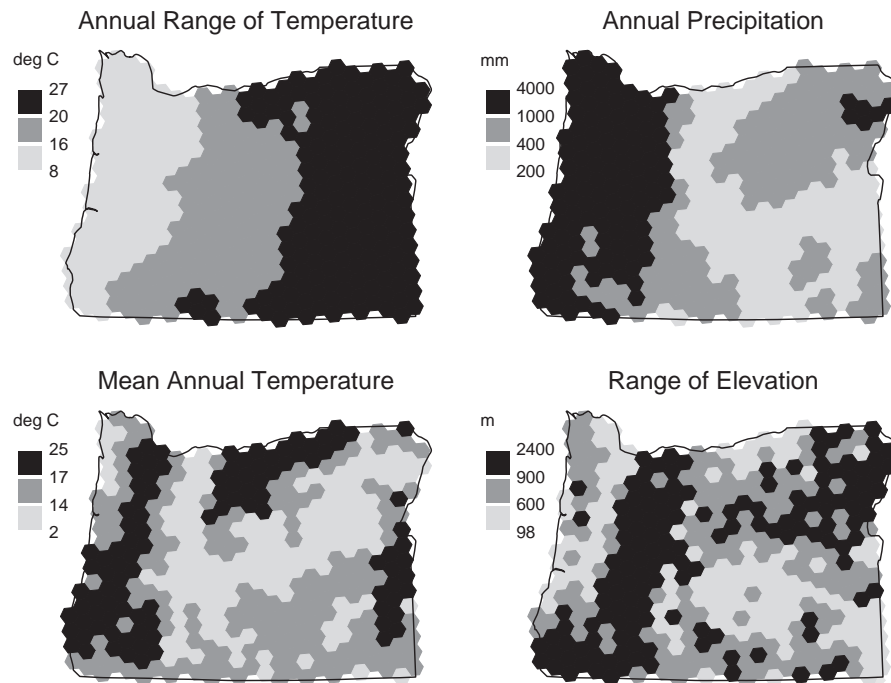 Annual Range of Temperature
deg C
27
20
16
8
Annual Precipitation
mm
4000
1000
400
200
Mean Annual Temperature
deg C
25
17
14
2
Range of Elevation
m
2400
900
600
98